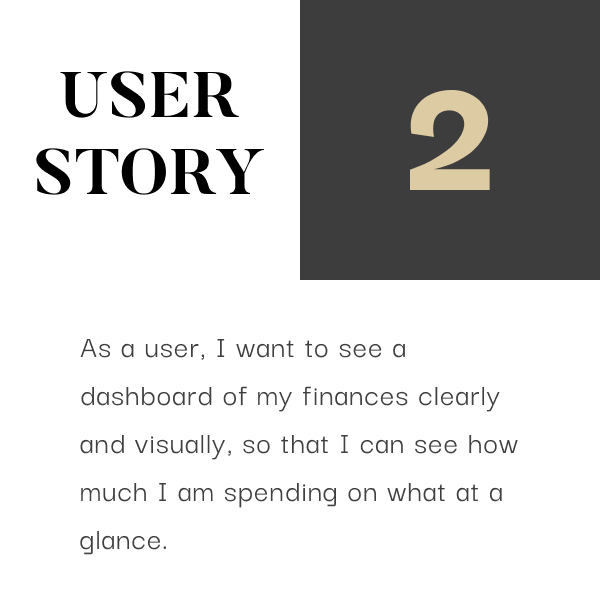 USER
STORY
2
As a user, I want to see a
dashboard of my finances clearly
and visually, so that I can see how
much I am spending on what at a
glance.